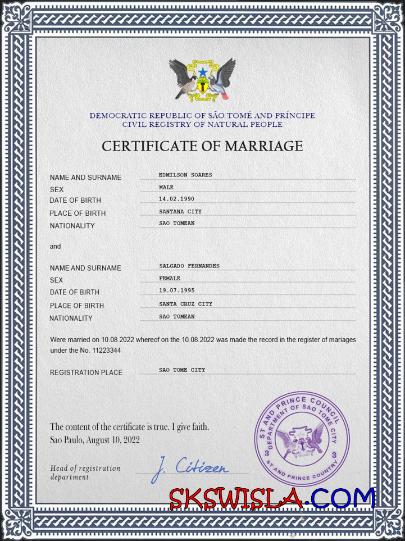 DEMOCRATIC REPUBLIC OF SÃO TOMÉ AND PRÍNCIPE
CIVIL REGISTRY OF NATURAL PEOPLE
CERTIFICATE OF MARRIAGE
NAME AND SURNAME EDMILSON SOARES
SEX MALE
DATE OF BIRTH 14.02.1990
PLACE OF BIRTH SANTANA CITY
NATIONALITY SAO TOMEAN
and
NAME AND SURNAME SALGADO FERNANDES
SEX FEMALE
DATE OF BIRTH 19.07.1995
PLACE OF BIRTH SANTA CRUZ CITY
NATIONALITY SAO TOMEAN
Were married on 10.08.2022 whereof on the 10.08.2022 was made the record in the register of mariages
under the No. 11223344
REGISTRATION PLACE SAO TOME CITY
The content of the certificate is true. I give faith.
Sao Paulo, August 10, 2022
Head of registration
department
J. Citizen
ST AND PRINCE COUNCIL
DEPARTMENT OF SAO TOME CITY
3 3
ST AND PRINCE COUNTRY
SKSWISLA.COM